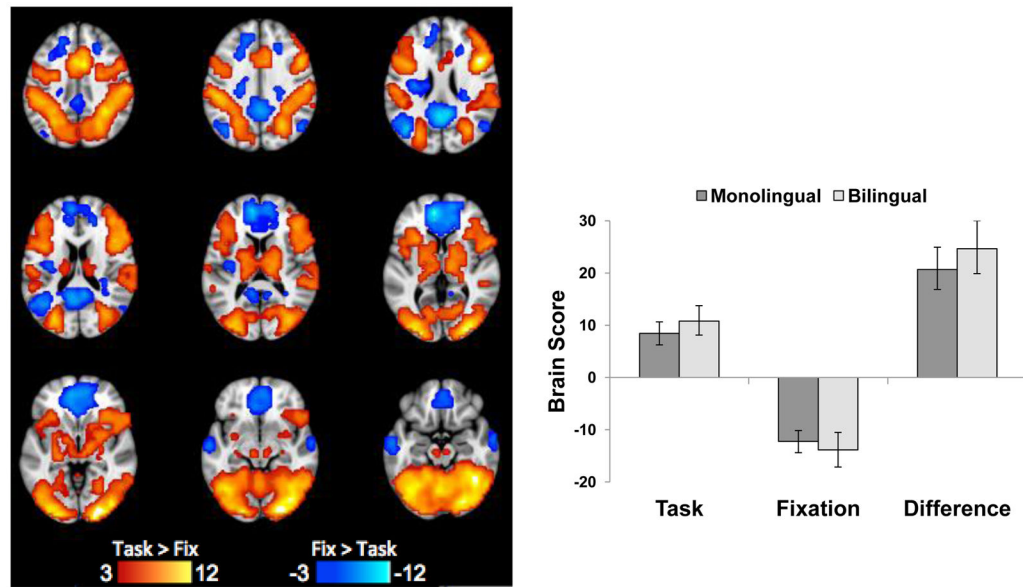 Task > Fix
3 12
Fix > Task
-3 -12
Monolingual Bilingual
Brain Score
30
20
10
0
-10
-20
Task Fixation Difference